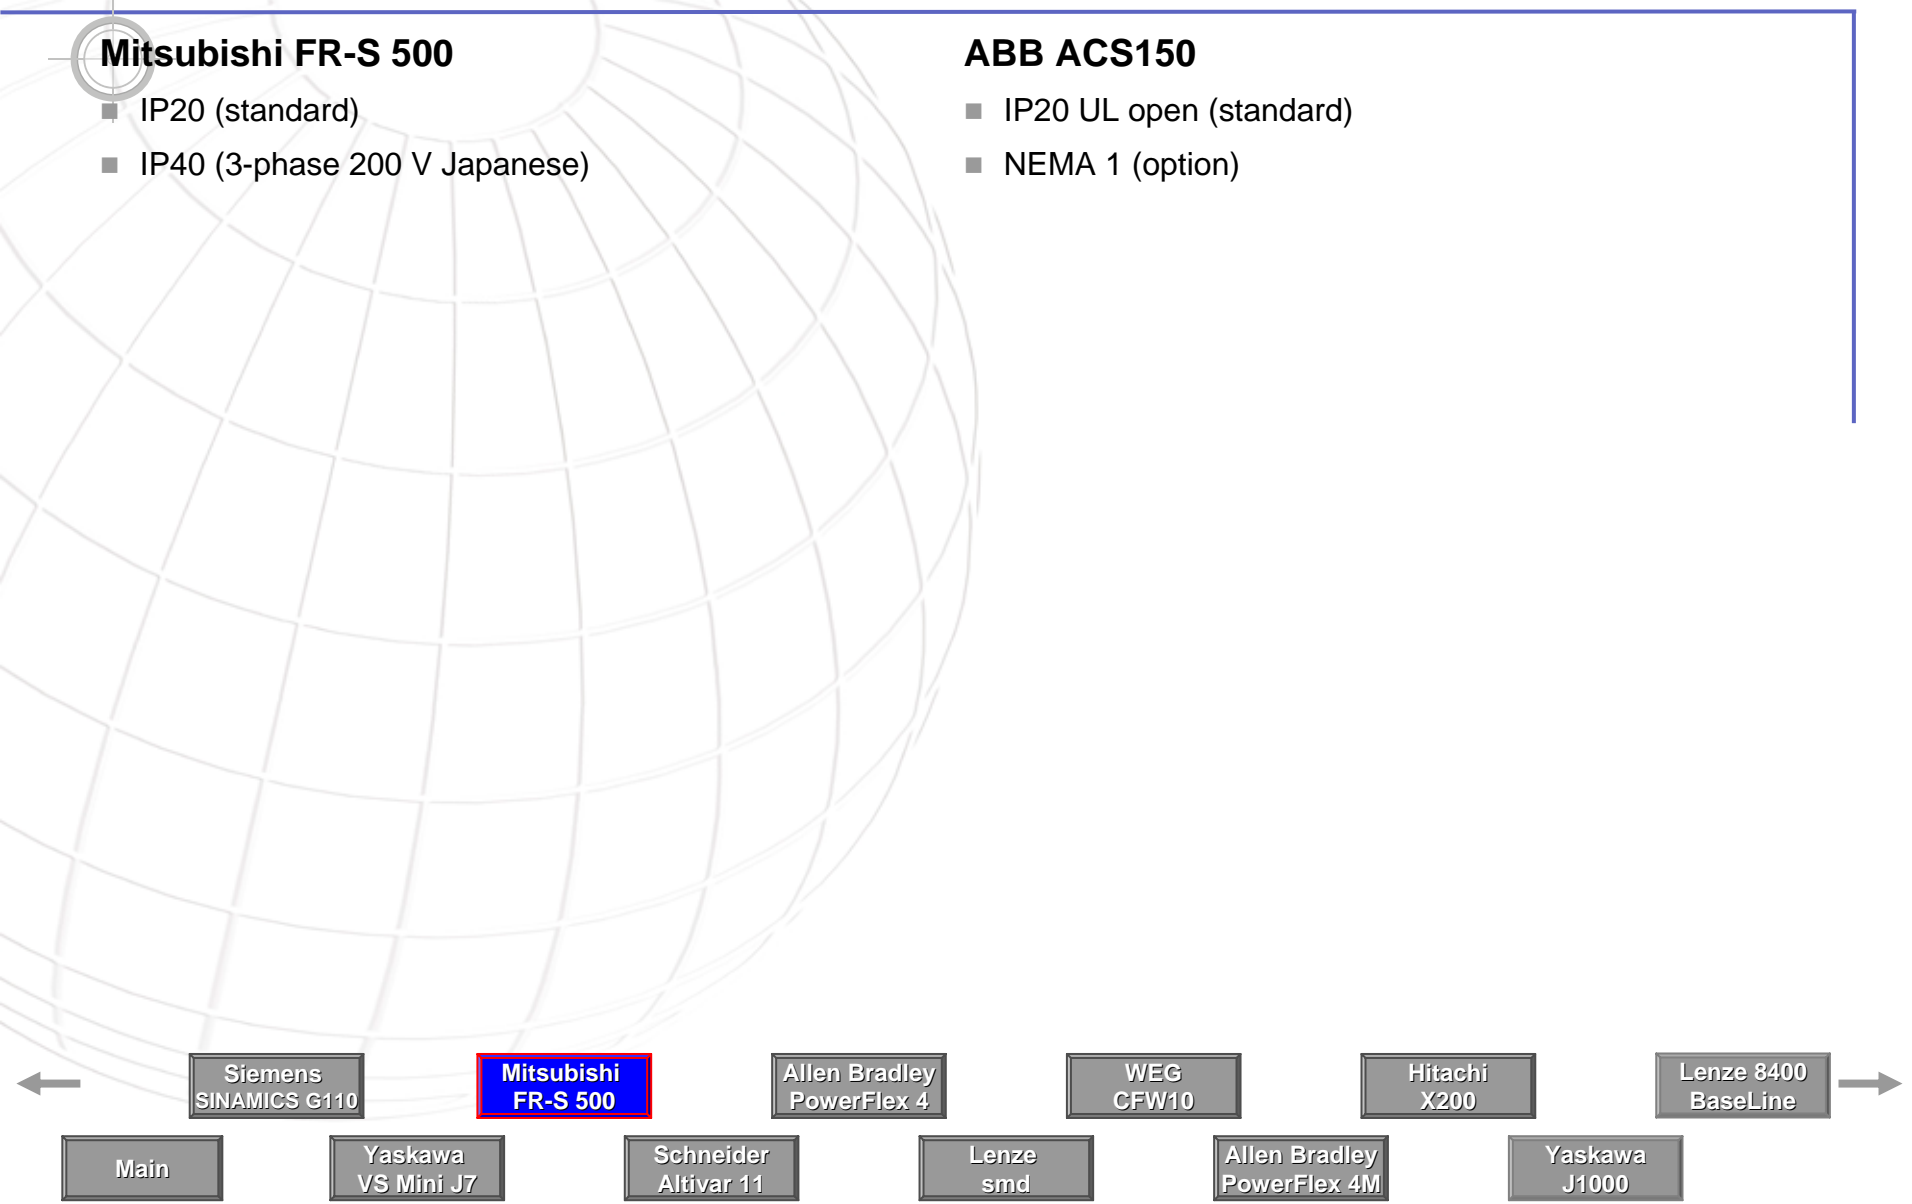 Mitsubishi FR-S 500
IP20 (standard)
IP40 (3-phase 200 V Japanese)
ABB ACS150
IP20 UL open (standard)
NEMA 1 (option)
Siemens
SINAMICS G110
Mitsubishi
FR-S 500
Allen Bradley
PowerFlex 4
WEG
CFW10
Hitachi
X200
Lenze 8400
BaseLine
Main
Yaskawa
VS Mini J7
Schneider
Altivar 11
Lenze
smd
Allen Bradley
PowerFlex 4M
Yaskawa
J1000